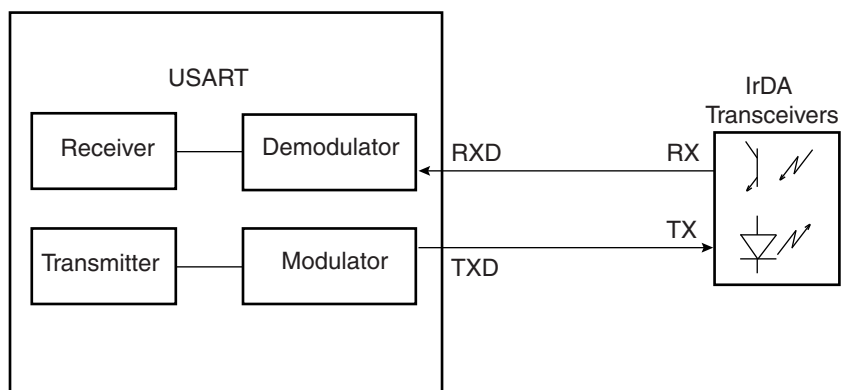 USART
IrDA
Transceivers
Receiver
Demodulator
RXD
RX
TX
Transmitter
Modulator
TXD